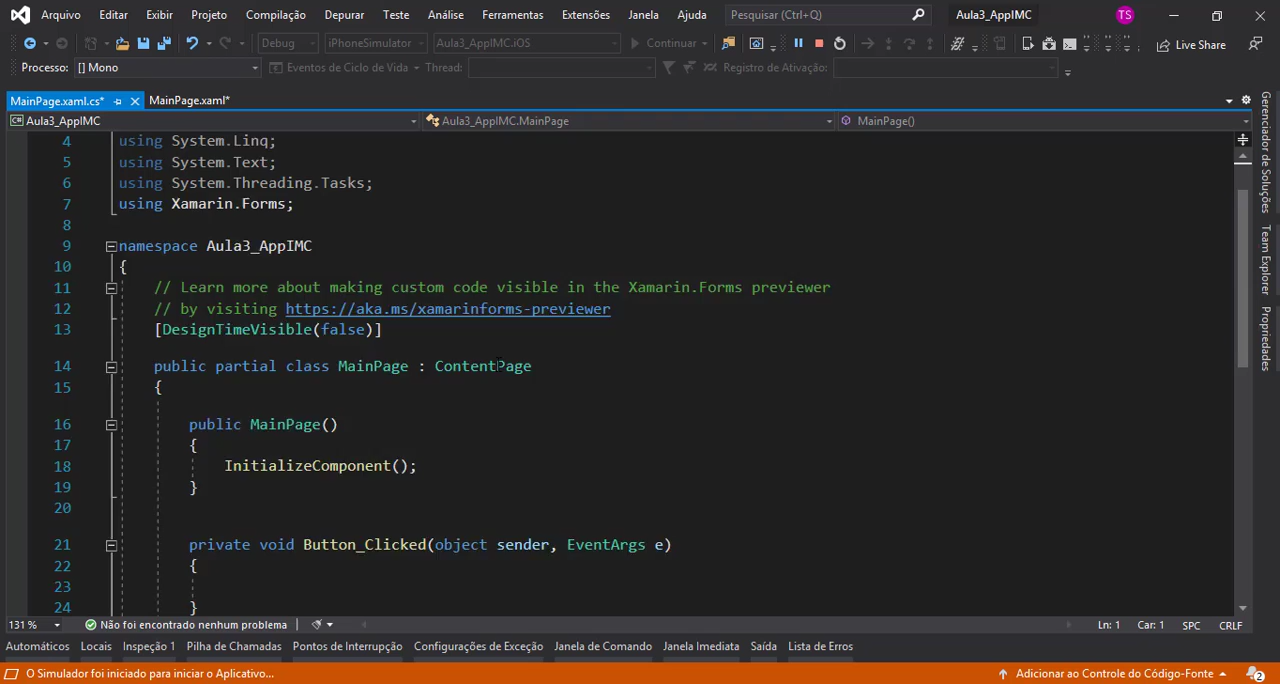 Arquivo Editar Exibir Projeto Compilação Depurar Teste Análise Ferramentas Extensões Janela Ajuda Pesquisar (Ctrl+Q) Aula3_AppIMC TS
Debug iPhoneSimulator Aula3_AppIMC.iOS Continuar Live Share
Processo: [] Mono Eventos de Ciclo de Vida Thread: Registro de Ativação:
MainPage.xaml.cs* MainPage.xaml*
Aula3_AppIMC Aula3_AppIMC.MainPage MainPage()
4 using System.Linq;
5 using System.Text;
6 using System.Threading.Tasks;
7 using Xamarin.Forms;
8
9 namespace Aula3_AppIMC
10 {
11 // Learn more about making custom code visible in the Xamarin.Forms previewer
12 // by visiting https://aka.ms/xamarinforms-previewer
13 [DesignTimeVisible(false)]
14 public partial class MainPage : ContentPage
15 {
16 public MainPage()
17 {
18 InitializeComponent();
19 }
20
21 private void Button_Clicked(object sender, EventArgs e)
22 {
23
24 }
Gerenciador de Soluções
Team Explorer
Propriedades
131 % Não foi encontrado nenhum problema Ln: 1 Car: 1 SPC CRLF
Automáticos Locais Inspeção 1 Pilha de Chamadas Pontos de Interrupção Configurações de Exceção Janela de Comando Janela Imediata Saída Lista de Erros
O Simulador foi iniciado para iniciar o Aplicativo... Adicionar ao Controle do Código-Fonte 2